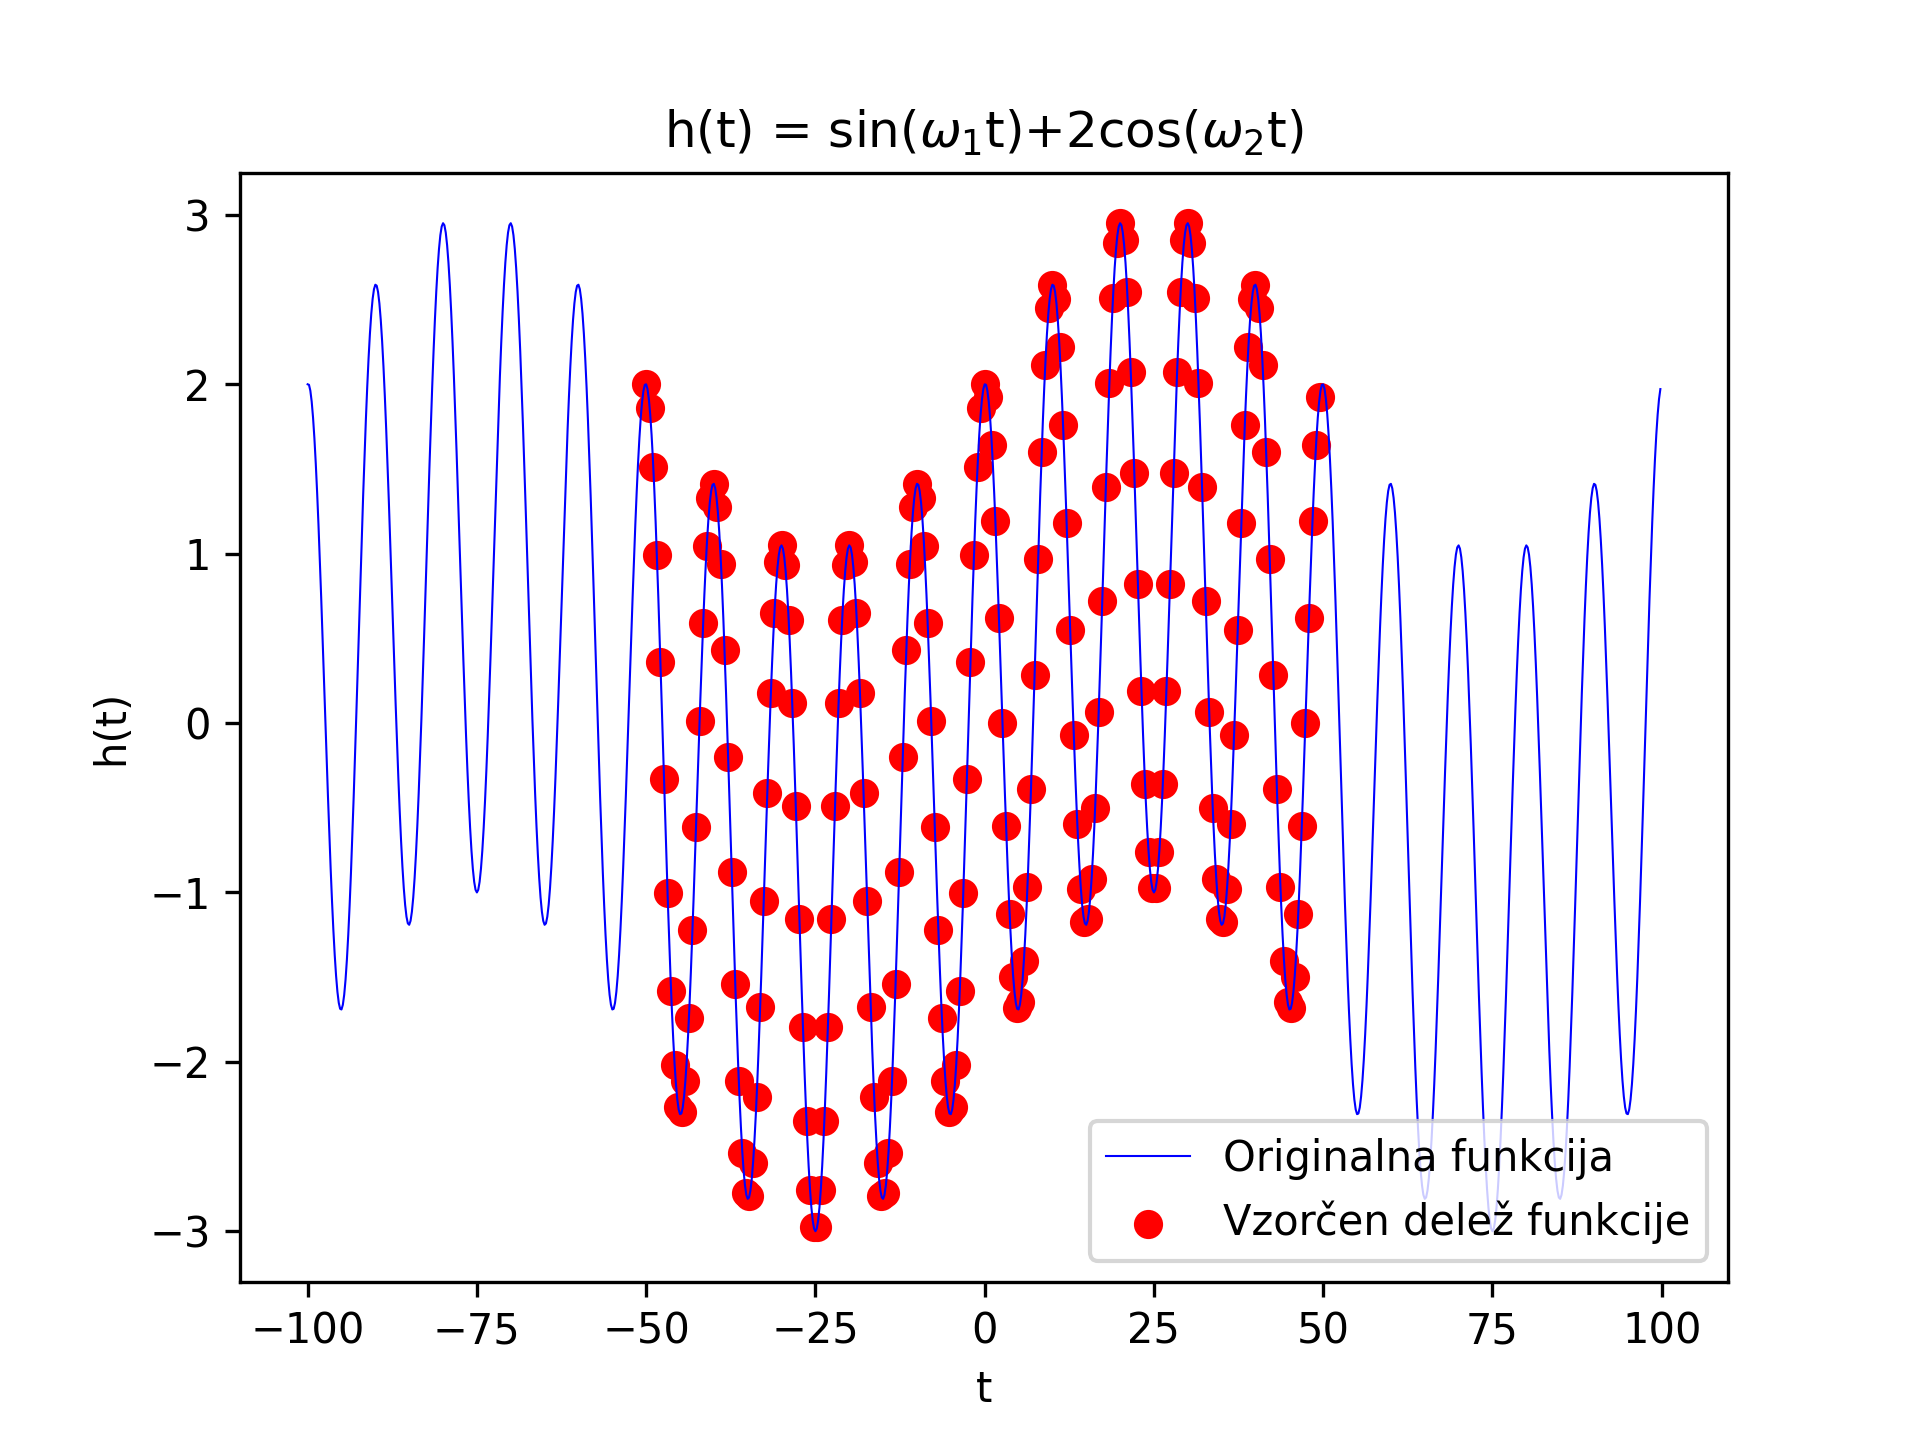 h(t) = sin(ω₁t)+2cos(ω₂t)
3
2
1
0
−1
−2
−3
h(t)
Originalna funkcija
Vzorčen delež funkcije
−100 −75 −50 −25 0 25 50 75 100
t